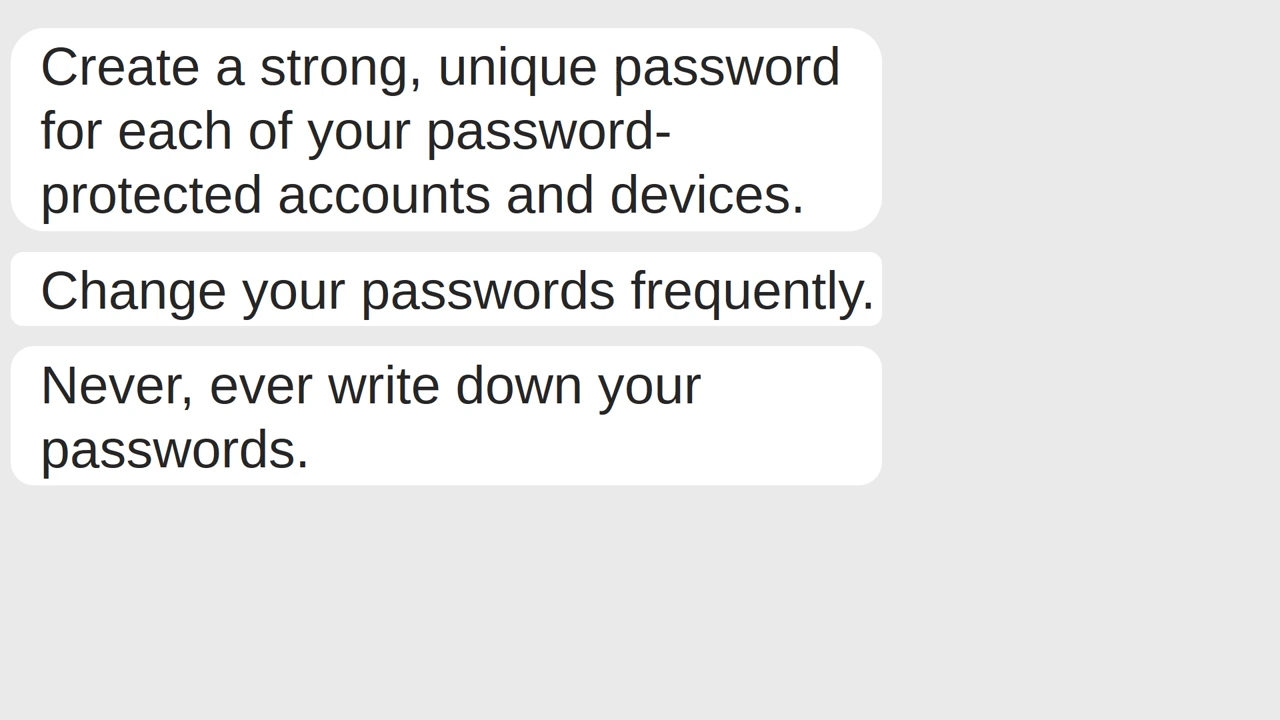 Create a strong, unique password
for each of your password-
protected accounts and devices.
Change your passwords frequently.
Never, ever write down your
passwords.